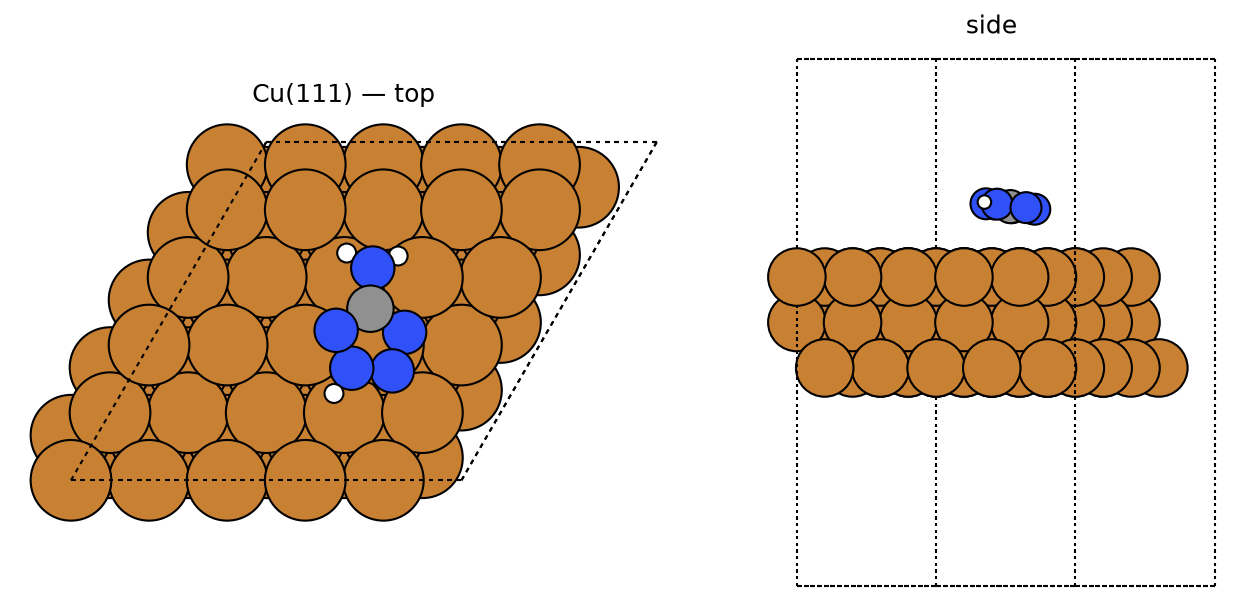 side
Cu(111) — top